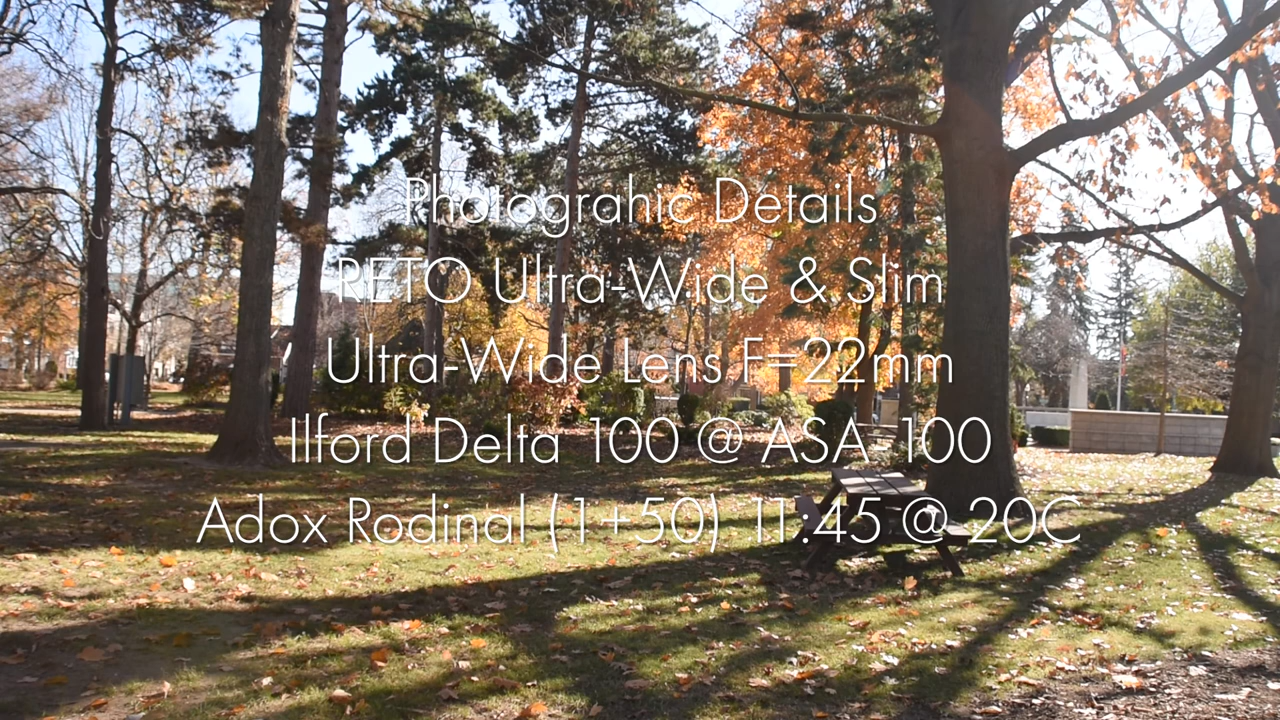 Photograhic Details
RETO Ultra-Wide & Slim
Ultra-Wide Lens F=22mm
Ilford Delta 100 @ ASA-100
Adox Rodinal (1+50) 11:45 @ 20C